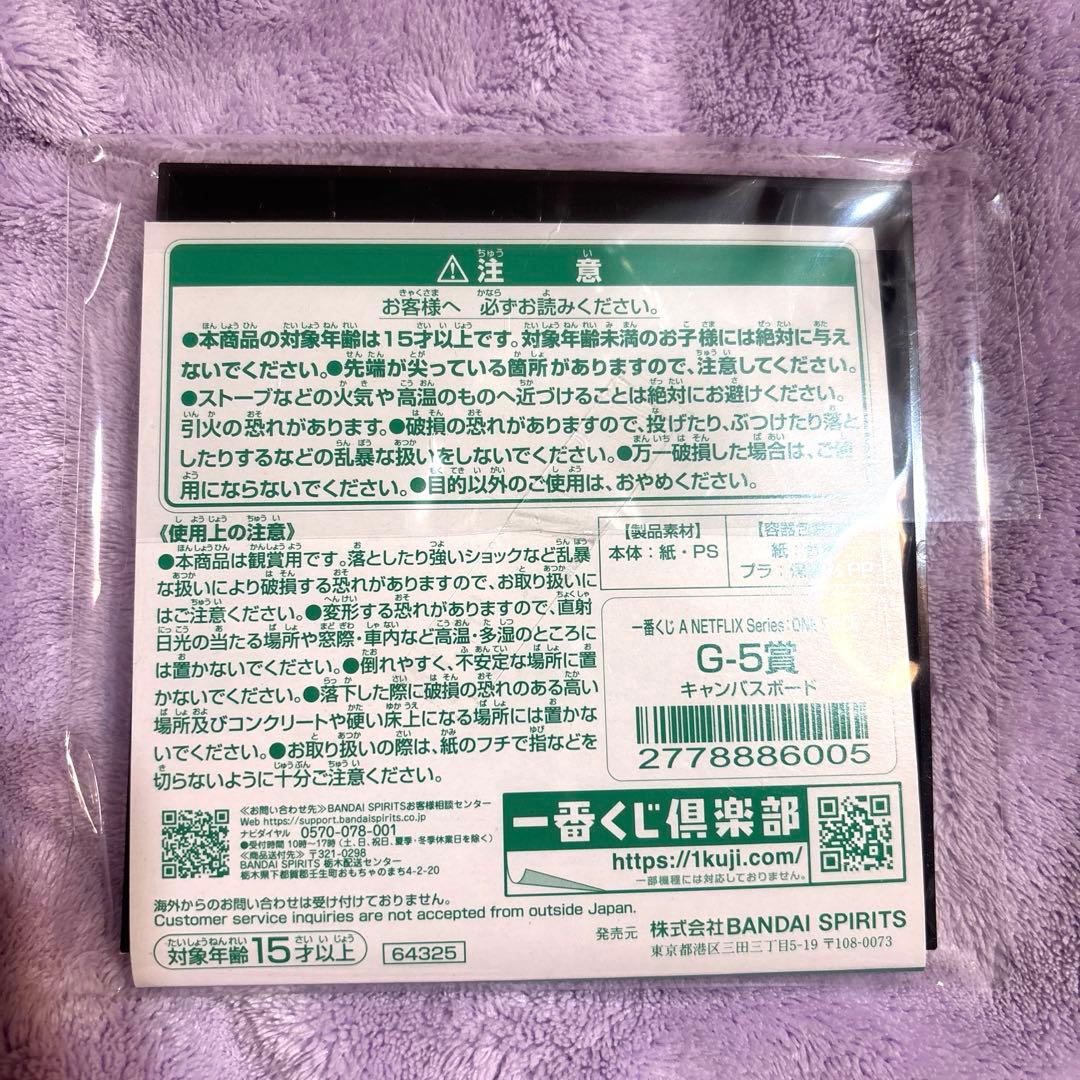 ⚠注 意
お客様へ 必ずお読みください。
●本商品の対象年齢は15才以上です。対象年齢未満のお子様には絶対に与え
ないでください。●先端が尖っている箇所がありますので、注意してください。
●ストーブなどの火気や高温のものへ近づけることは絶対にお避けください。
引火の恐れがあります。●破損の恐れがありますので、投げたり、ぶつけたり落と
したりするなどの乱暴な扱いをしないでください。●万一破損した場合は、ご使
用にならないでください。●目的以外のご使用は、おやめください。
《使用上の注意》
●本商品は観賞用です。落としたり強いショックなど乱暴
な扱いにより破損する恐れがありますので、お取り扱いに
はご注意ください。●変形する恐れがありますので、直射
日光の当たる場所や窓際・車内など高温・多湿のところに
は置かないでください。●倒れやすく、不安定な場所に置
かないでください。●落下した際に破損の恐れのある高い
場所及びコンクリートや硬い床上になる場所には置かな
いでください。●お取り扱いの際は、紙のフチで指などを
切らないように十分ご注意ください。
【製品素材】
本体：紙・PS
【容器包装
紙：
プラ：
一番くじ A NETFLIX Series: ONE
G-5賞
キャンバスボード
2778886005
≪お問い合わせ先≫BANDAI SPIRITSお客様相談センター
Web https://support.bandaispirits.co.jp
ナビダイヤル 0570-078-001
●受付時間 10時～17時（土、日、祝日、夏季・冬季休業日を除く）
≪商品送付先≫ 〒321-0298
BANDAI SPIRITS 栃木配送センター
栃木県下都賀郡壬生町おもちゃのまち4-2-20
一番くじ倶楽部
https://1kuji.com/
一部機種には対応しておりません。
海外からのお問い合わせは受け付けておりません。
Customer service inquiries are not accepted from outside Japan.
対象年齢15才以上
64325
発売元 株式会社BANDAI SPIRITS
東京都港区三田三丁目5-19 〒108-0073